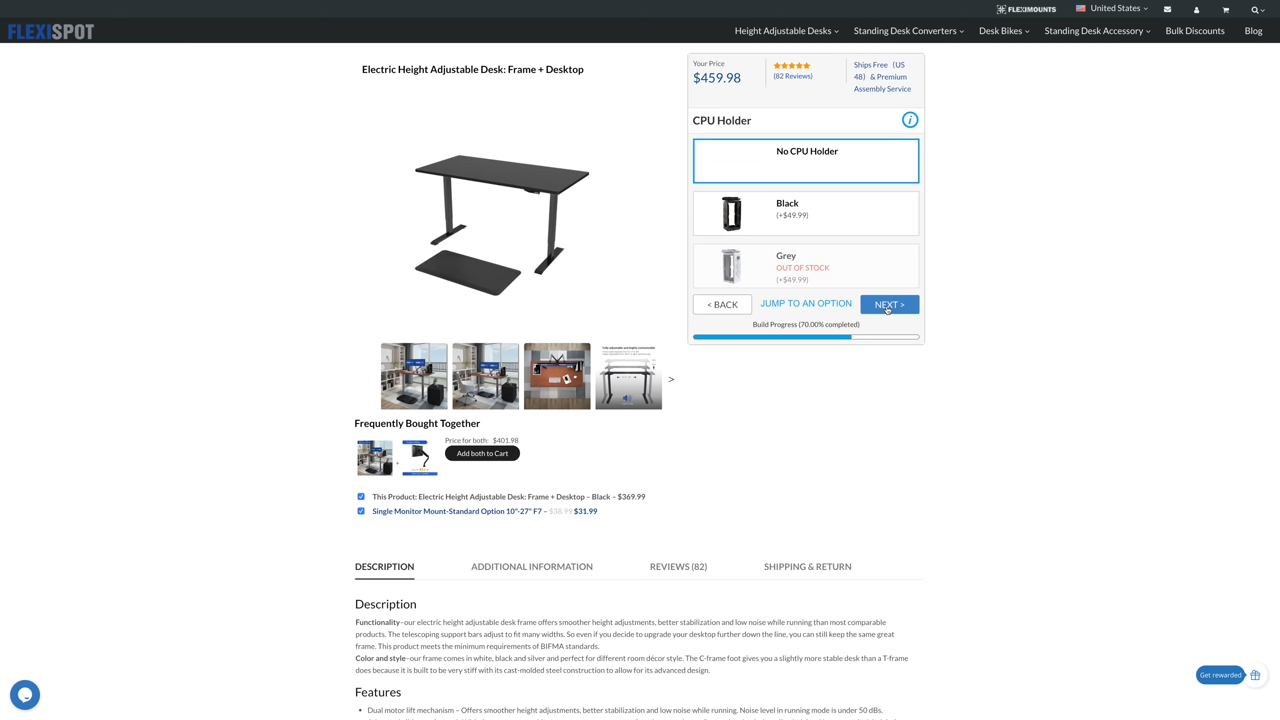 FLEXIMOUNTS
United States
FLEXISPOT
Height Adjustable Desks
Standing Desk Converters
Desk Bikes
Standing Desk Accessory
Bulk Discounts
Blog
Electric Height Adjustable Desk: Frame + Desktop
Your Price
$459.98
(82 Reviews)
Ships Free (US
48) & Premium
Assembly Service
CPU Holder
i
No CPU Holder
Black
(+$49.99)
Grey
OUT OF STOCK
(+$49.99)
< BACK
JUMP TO AN OPTION
NEXT >
Build Progress (70.00% completed)
>
Frequently Bought Together
Price for both: $401.98
+
Add both to Cart
This Product: Electric Height Adjustable Desk: Frame + Desktop – Black – $369.99
Single Monitor Mount-Standard Option 10"-27" F7 – $38.99 $31.99
DESCRIPTION
ADDITIONAL INFORMATION
REVIEWS (82)
SHIPPING & RETURN
Description
Functionality–our electric height adjustable desk frame offers smoother height adjustments, better stabilization and low noise while running than most comparable
products. The telescoping support bars adjust to fit many widths. So even if you decide to upgrade your desktop further down the line, you can still keep the same great
frame. This product meets the minimum requirements of BIFMA standards.
Color and style–our frame comes in white, black and silver and perfect for different room décor style. The C-frame foot gives you a slightly more stable desk than a T-frame
does because it is built to be very stiff with its cast-molded steel construction to allow for its advanced design.
Features
Dual motor lift mechanism – Offers smoother height adjustments, better stabilization and low noise while running. Noise level in running mode is under 50 dBs.
Get rewarded